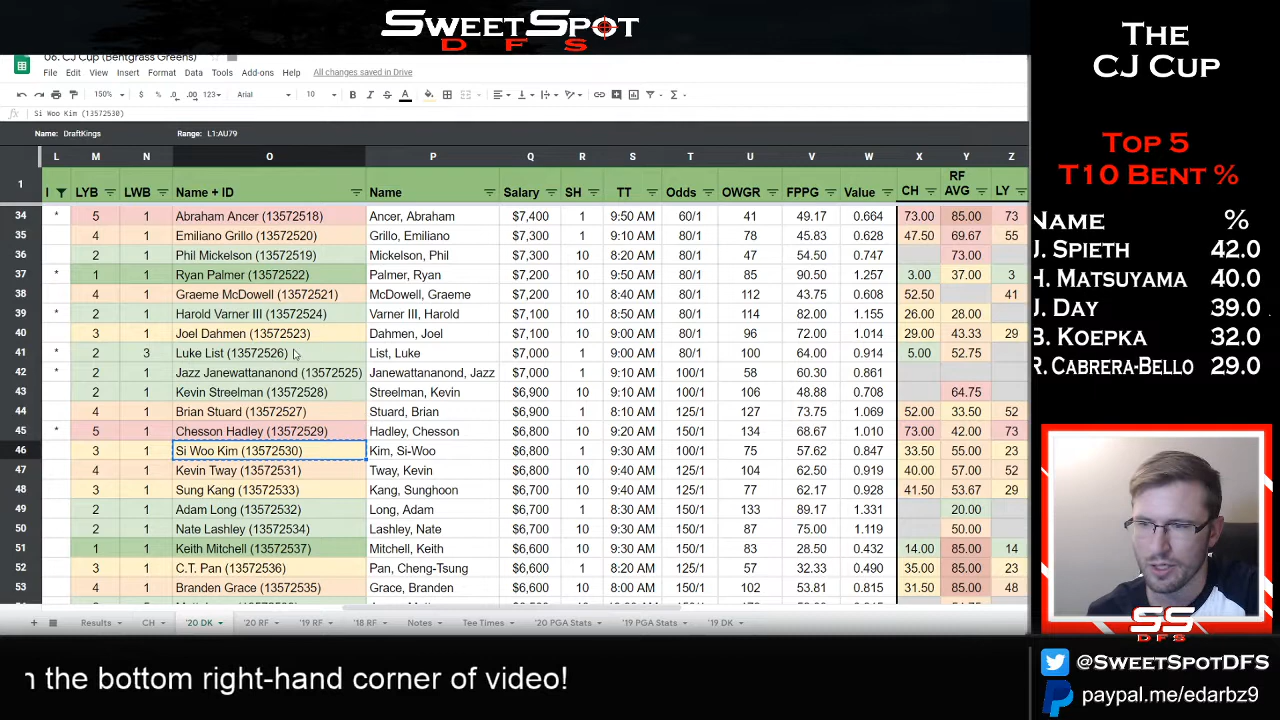 SWEETSPOT
DFS
06. CJ Cup (Bentgrass Greens)
File Edit View Insert Format Data Tools Add-ons Help All changes saved in Drive
150% $ % .0 .00 123 Arial 10 B I S A
fx Si Woo Kim (13572530)
Name: DraftKings Range: L1:AU79
L M N O P Q R S T U V W X Y Z
1 I LYB LWB Name + ID Name Salary SH TT Odds OWGR FPPG Value CH RF AVG LY
34 * 5 1 Abraham Ancer (13572518) Ancer, Abraham $7,400 1 9:50 AM 60/1 41 49.17 0.664 73.00 85.00 73
35 4 1 Emiliano Grillo (13572520) Grillo, Emiliano $7,300 1 9:10 AM 80/1 78 45.83 0.628 47.50 69.67 55
36 2 1 Phil Mickelson (13572519) Mickelson, Phil $7,300 10 8:20 AM 80/1 47 54.50 0.747 73.00
37 * 1 1 Ryan Palmer (13572522) Palmer, Ryan $7,200 1 9:50 AM 80/1 85 90.50 1.257 3.00 37.00 3
38 4 1 Graeme McDowell (13572521) McDowell, Graeme $7,200 1 8:40 AM 80/1 112 43.75 0.608 52.50 41
39 * 2 1 Harold Varner III (13572524) Varner III, Harold $7,100 1 8:50 AM 80/1 114 82.00 1.155 26.00 28.00
40 3 1 Joel Dahmen (13572523) Dahmen, Joel $7,100 1 9:20 AM 80/1 96 72.00 1.014 29.00 43.33 29
41 * 2 3 Luke List (13572526) List, Luke $7,000 1 9:00 AM 80/1 100 64.00 0.914 5.00 52.75
42 * 2 1 Jazz Janewattananond (13572525) Janewattananond, Jazz $7,000 1 9:10 AM 100/1 58 60.30 0.861
43 2 1 Kevin Streelman (13572528) Streelman, Kevin $6,900 10 9:00 AM 100/1 106 48.88 0.708 64.75
44 4 1 Brian Stuard (13572527) Stuard, Brian $6,900 1 8:10 AM 125/1 127 73.75 1.069 52.00 33.50 52
45 * 5 1 Chesson Hadley (13572529) Hadley, Chesson $6,800 10 9:20 AM 150/1 134 68.67 1.010 73.00 42.00 73
46 3 1 Si Woo Kim (13572530) Kim, Si-Woo $6,800 1 9:30 AM 100/1 75 57.62 0.847 33.50 55.00 23
47 4 1 Kevin Tway (13572531) Tway, Kevin $6,800 10 9:40 AM 125/1 104 62.50 0.919 40.00 57.00 52
48 3 1 Sung Kang (13572533) Kang, Sunghoon $6,700 10 9:40 AM 125/1 77 62.17 0.928 41.50 53.67 29
49 2 1 Adam Long (13572532) Long, Adam $6,700 1 8:20 AM 150/1 133 89.17 1.331 20.00
50 2 1 Nate Lashley (13572534) Lashley, Nate $6,700 10 9:30 AM 150/1 87 75.00 1.119 50.00
51 1 1 Keith Mitchell (13572537) Mitchell, Keith $6,600 10 9:30 AM 150/1 83 28.50 0.432 14.00 85.00 14
52 3 1 C.T. Pan (13572536) Pan, Cheng-Tsung $6,600 1 8:50 AM 125/1 57 32.33 0.490 35.00 85.00 23
53 4 1 Branden Grace (13572535) Grace, Branden $6,600 10 8:00 AM 150/1 102 53.81 0.815 31.50 85.00 48
+ Results CH '20 DK '20 RF '19 RF '18 RF Notes Tee Times '20 PGA Stats '19 PGA Stats '19 DK
n the bottom right-hand corner of video!
THE
CJ CUP
TOP 5
T10 BENT %
NAME %
J. SPIETH 42.0
H. MATSUYAMA 40.0
J. DAY 39.0
B. KOEPKA 32.0
R. CABRERA-BELLO 29.0
SS
DFS
@SWEETSPOTDFS
paypal.me/edarbz9